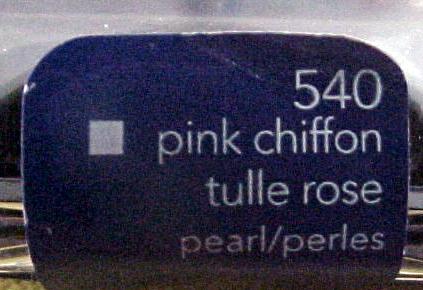 540
pink chiffon
tulle rose
pearl/perles